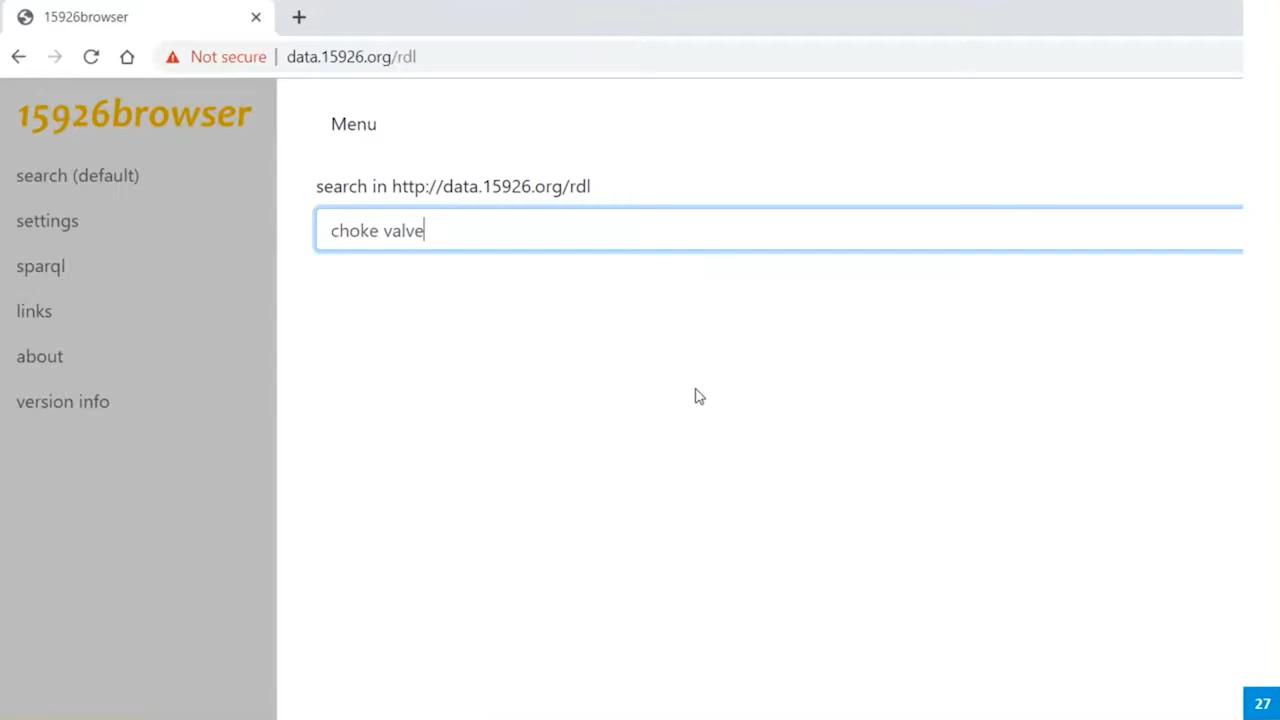 15926browser
Not secure | data.15926.org/rdl
15926browser
search (default)
settings
sparql
links
about
version info
Menu
search in http://data.15926.org/rdl
choke valve
27